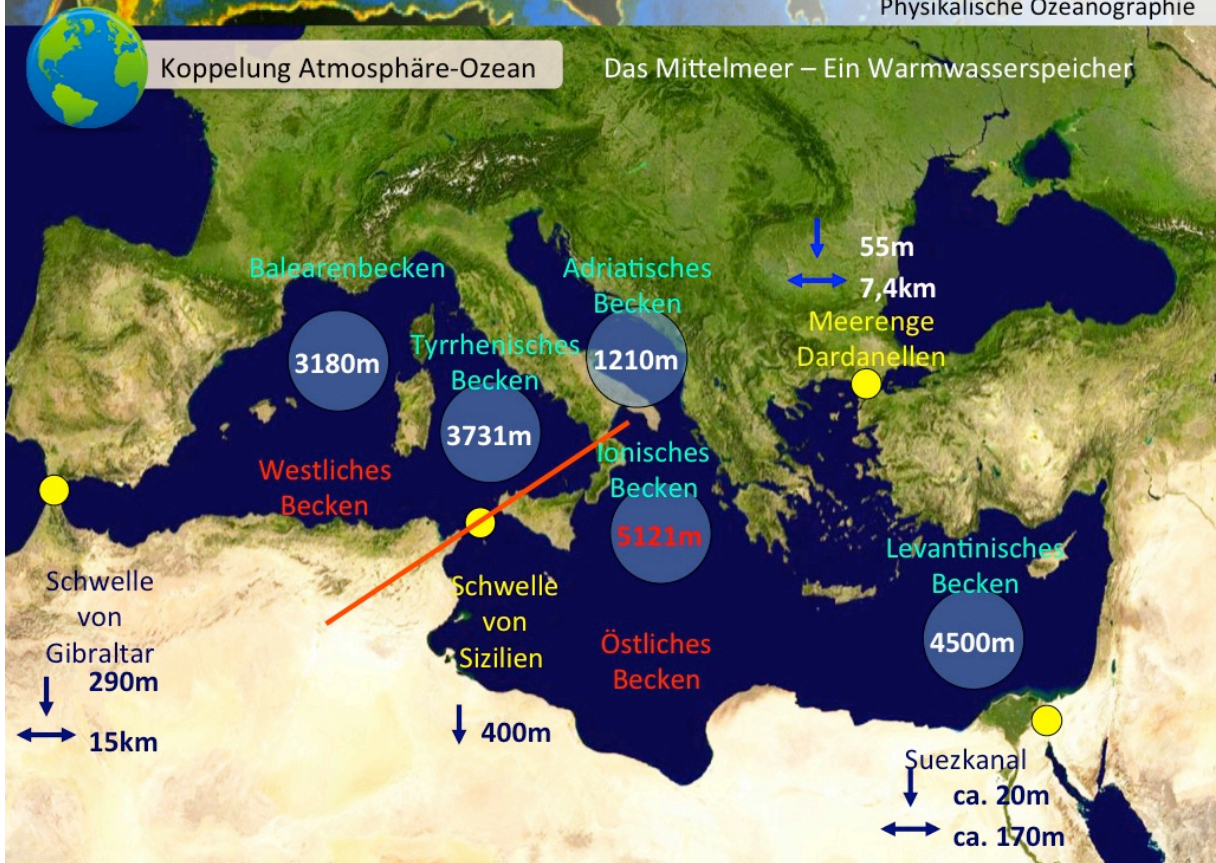 Physikalische Ozeanographie
Koppelung Atmosphäre-Ozean
Das Mittelmeer – Ein Warmwasserspeicher
55m
7,4km
Meerenge
Dardanellen
Balearenbecken
3180m
Adriatisches
Becken
1210m
Tyrrhenisches
Becken
3731m
Westliches
Becken
Ionisches
Becken
5121m
Levantinisches
Becken
4500m
Schwelle
von
Gibraltar
290m
15km
Schwelle
von
Sizilien
400m
Östliches
Becken
Suezkanal
ca. 20m
ca. 170m